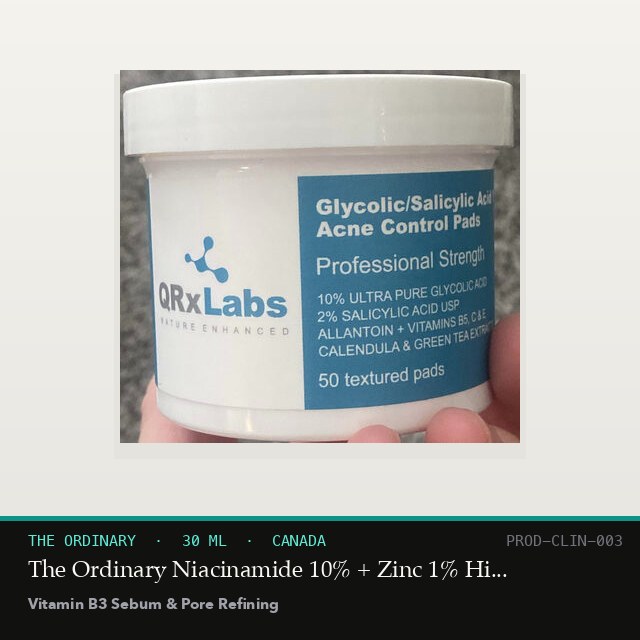 Glycolic/Salicylic Acid
Acne Control Pads
Professional Strength
10% ULTRA PURE GLYCOLIC ACID
2% SALICYLIC ACID USP
ALLANTOIN + VITAMINS B5, C & E
CALENDULA & GREEN TEA EXTRACT
50 textured pads
QRxLabs
NATURE ENHANCED
THE ORDINARY · 30 ML · CANADA
PROD-CLIN-003
The Ordinary Niacinamide 10% + Zinc 1% Hi...
Vitamin B3 Sebum & Pore Refining